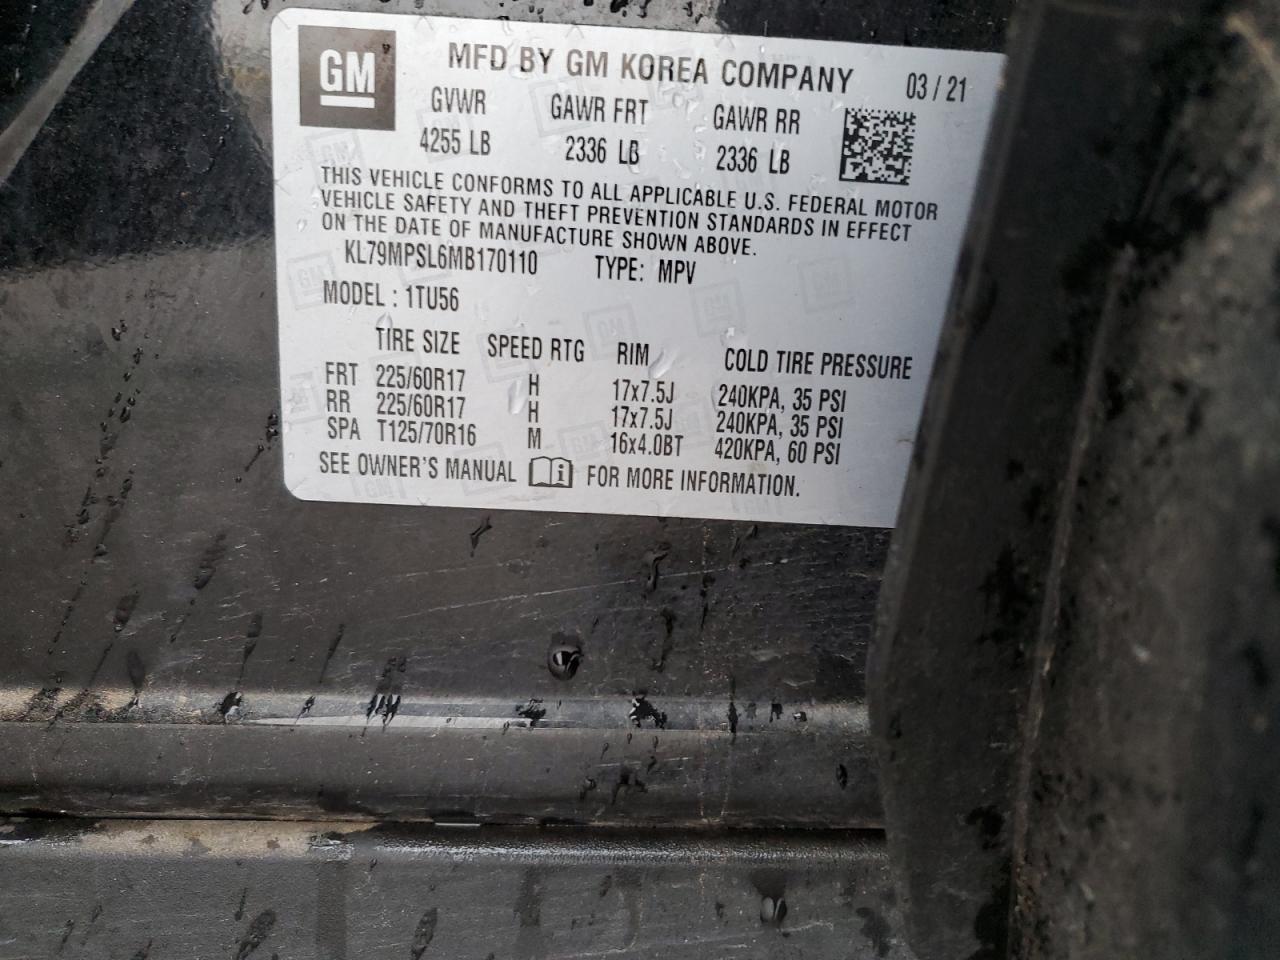 GM
MFD BY GM KOREA COMPANY 03/21
GVWR GAWR FRT GAWR RR
4255 LB 2336 LB 2336 LB
THIS VEHICLE CONFORMS TO ALL APPLICABLE U.S. FEDERAL MOTOR
VEHICLE SAFETY AND THEFT PREVENTION STANDARDS IN EFFECT
ON THE DATE OF MANUFACTURE SHOWN ABOVE.
KL79MPSL6MB170110 TYPE: MPV
MODEL : 1TU56
TIRE SIZE SPEED RTG RIM COLD TIRE PRESSURE
FRT 225/60R17 H 17x7.5J 240KPA, 35 PSI
RR 225/60R17 H 17x7.5J 240KPA, 35 PSI
SPA T125/70R16 M 16x4.0BT 420KPA, 60 PSI
SEE OWNER'S MANUAL i FOR MORE INFORMATION.